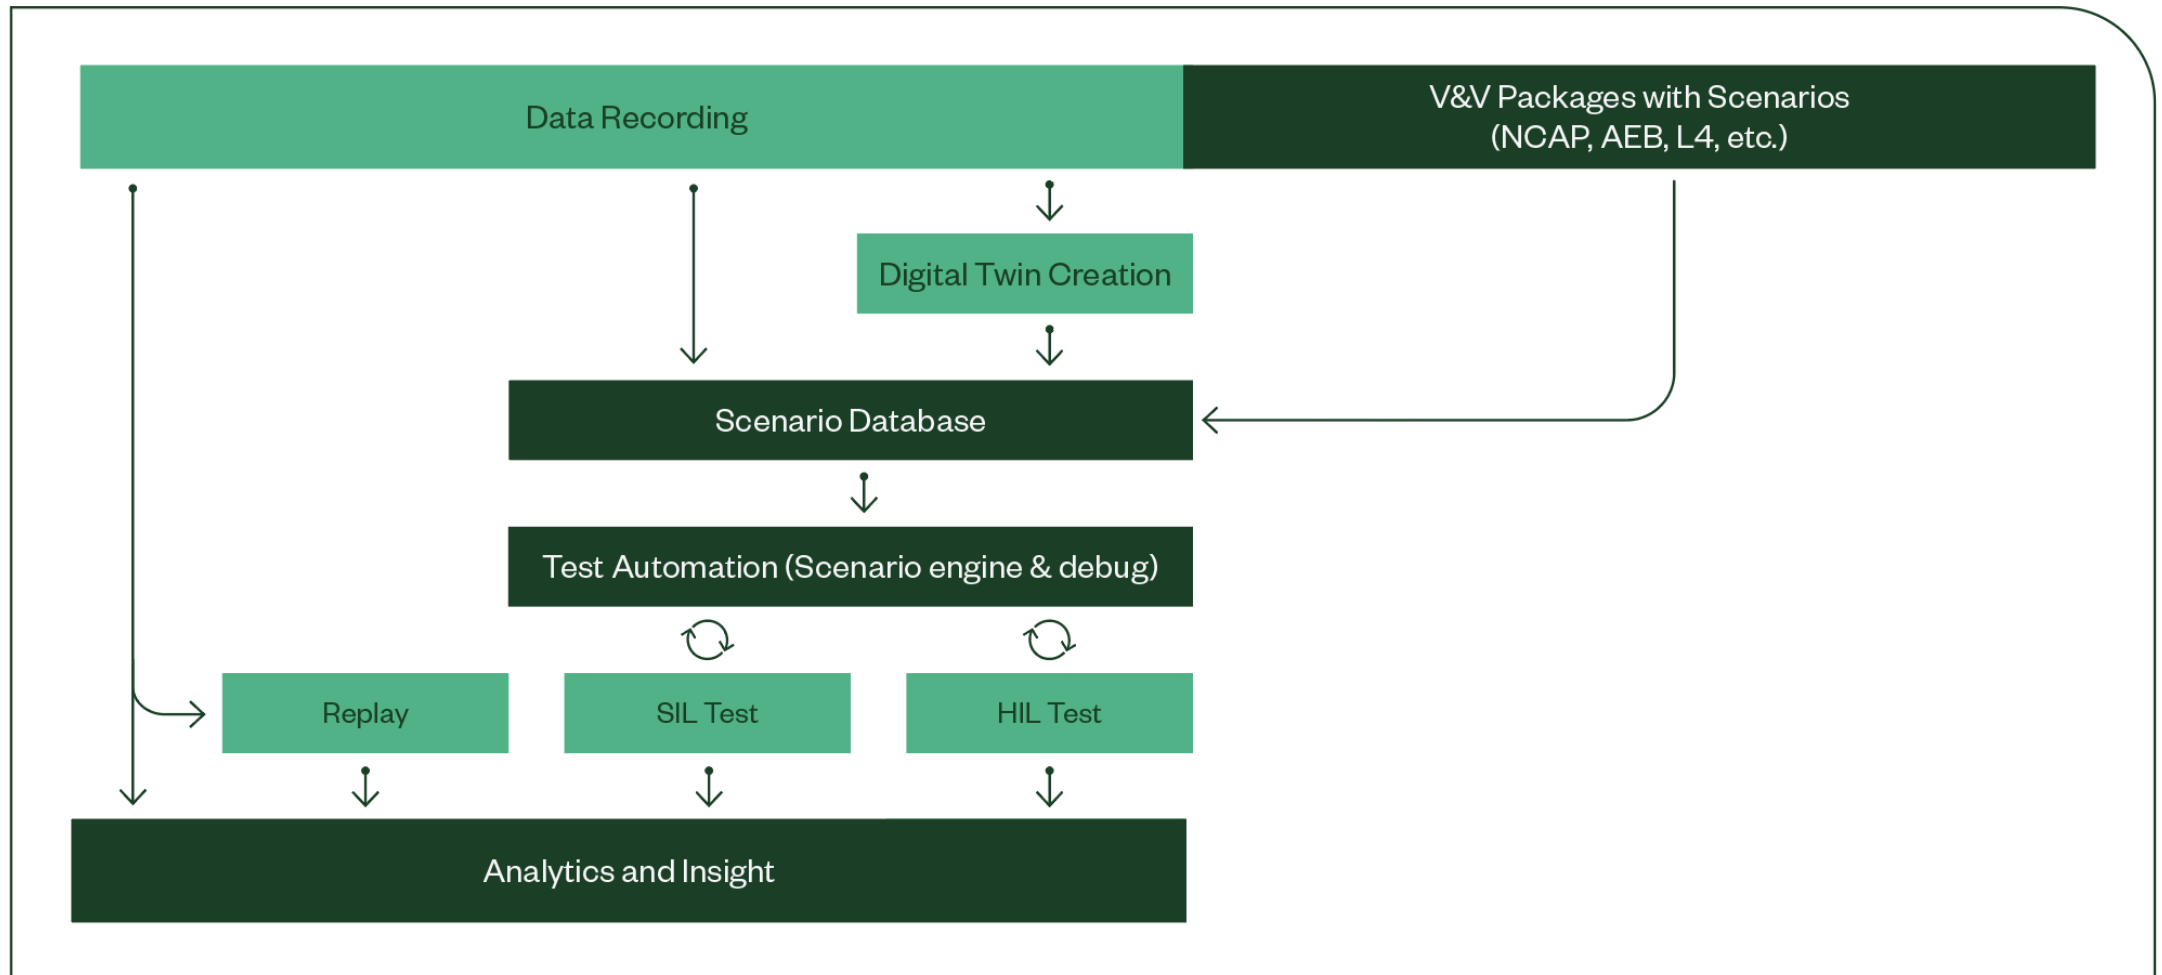 Data Recording
V&V Packages with Scenarios
(NCAP, AEB, L4, etc.)
Digital Twin Creation
Scenario Database
Test Automation (Scenario engine & debug)
Replay
SIL Test
HIL Test
Analytics and Insight